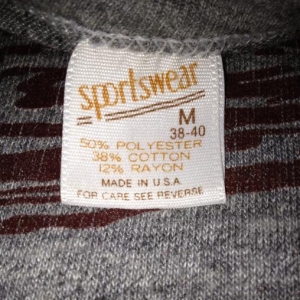 sportswear
M
38-40
50% POLYESTER
38% COTTON
12% RAYON
MADE IN U.S.A
FOR CARE SEE REVERSE